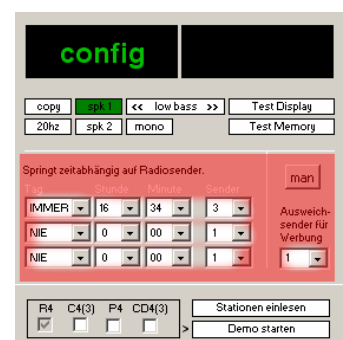 config
copy spk 1 << low bass >> Test Display
20hz spk 2 mono Test Memory
Springt zeitabhängig auf Radiosender.
man
Tag Stunde Minute Sender
IMMER 16 34 3
Ausweich-
sender für
Werbung
NIE 0 00 1
NIE 0 00 1 1
R4 C4(3) P4 CD4(3) Stationen einlesen
> Demo starten